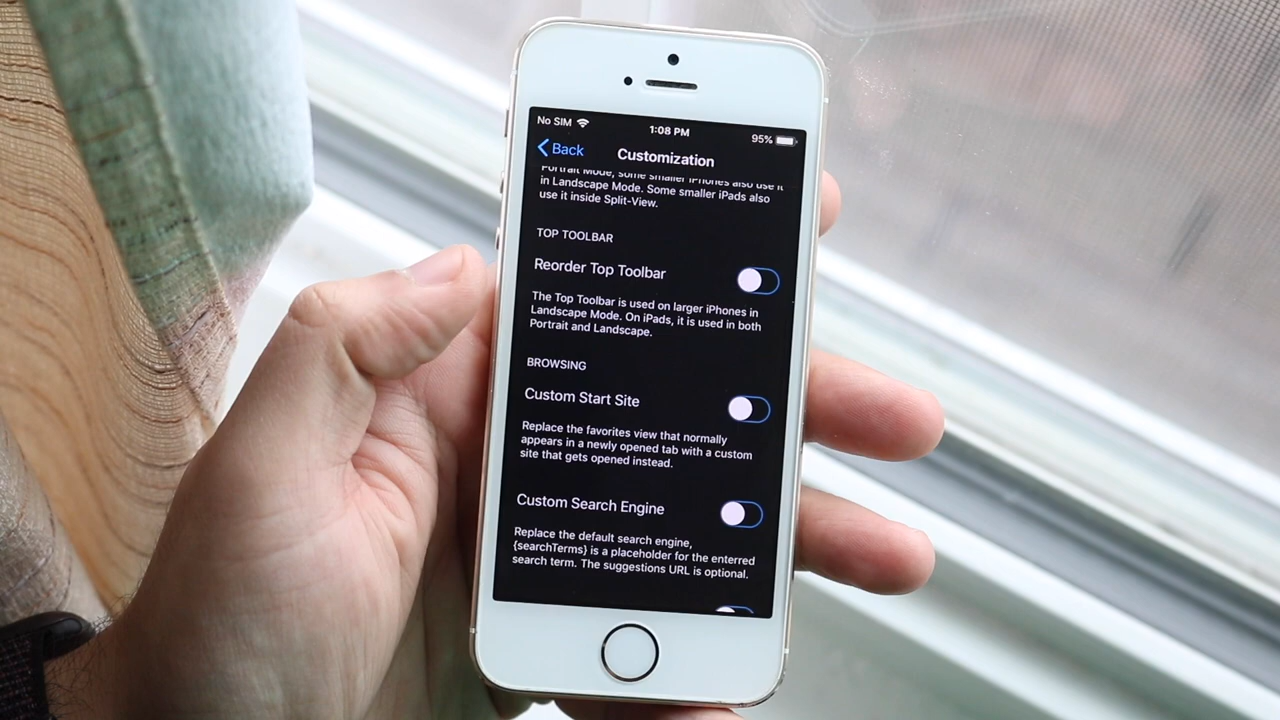 No SIM 1:08 PM 95%
Back Customization
Portrait Mode, some smaller iPhones also use it
in Landscape Mode. Some smaller iPads also
use it inside Split-View.
TOP TOOLBAR
Reorder Top Toolbar
The Top Toolbar is used on larger iPhones in
Landscape Mode. On iPads, it is used in both
Portrait and Landscape.
BROWSING
Custom Start Site
Replace the favorites view that normally
appears in a newly opened tab with a custom
site that gets opened instead.
Custom Search Engine
Replace the default search engine,
{searchTerms} is a placeholder for the enterred
search term. The suggestions URL is optional.